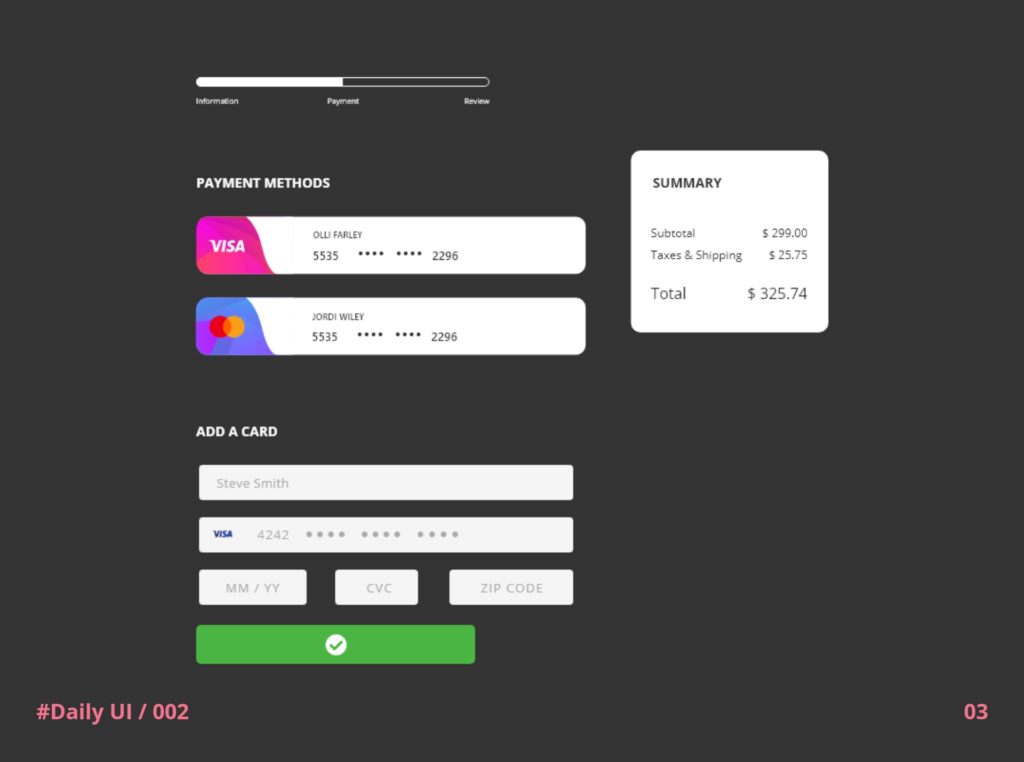 Information Payment Review
PAYMENT METHODS
VISA
OLLI FARLEY
5535 •••• •••• 2296
JORDI WILEY
5535 •••• •••• 2296
SUMMARY
Subtotal $ 299.00
Taxes & Shipping $ 25.75
Total $ 325.74
ADD A CARD
Steve Smith
VISA 4242 •••• •••• ••••
MM / YY CVC ZIP CODE
#Daily UI / 002
03